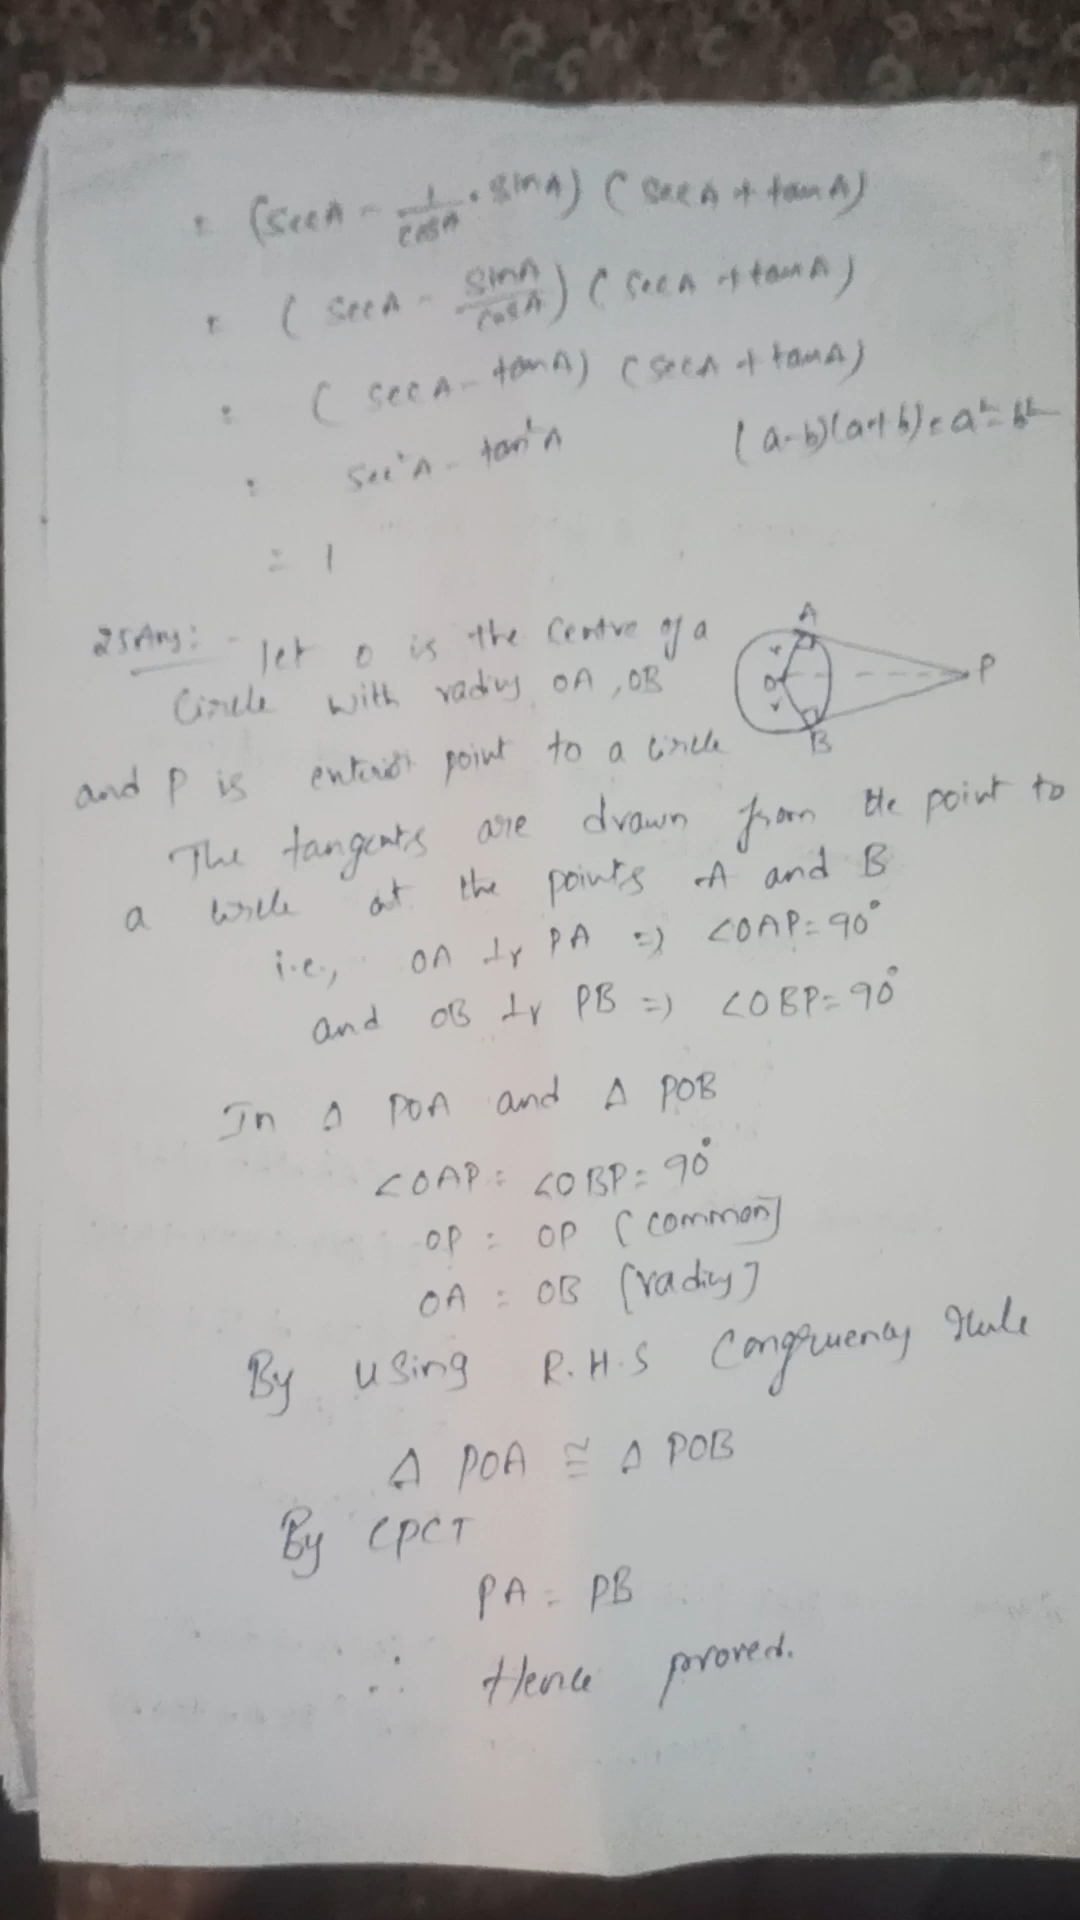 = (SecA - 1/cosA . SinA) (SecA + tanA)
= (SecA - SinA/cosA) (SecA + tanA)
= (SecA - tanA) (SecA + tanA)
= Sec²A - tan²A (a-b)(a+b) = a² - b²
= 1
25Ans: - let O is the Centre of a
Circle with radius OA, OB
and P is point to a circle
The tangents are drawn from the point to
a circle at the points A and B
i.e., OA ⊥r PA => ∠OAP = 90°
and OB ⊥r PB => ∠OBP = 90°
In Δ POA and Δ POB
∠OAP = ∠OBP = 90°
OP = OP (common]
OA = OB [radius]
By using R.H.S Congruency Rule
Δ POA ≅ Δ POB
By CPCT
PA = PB
∴ Hence proved.
A
r
O
r
B
P